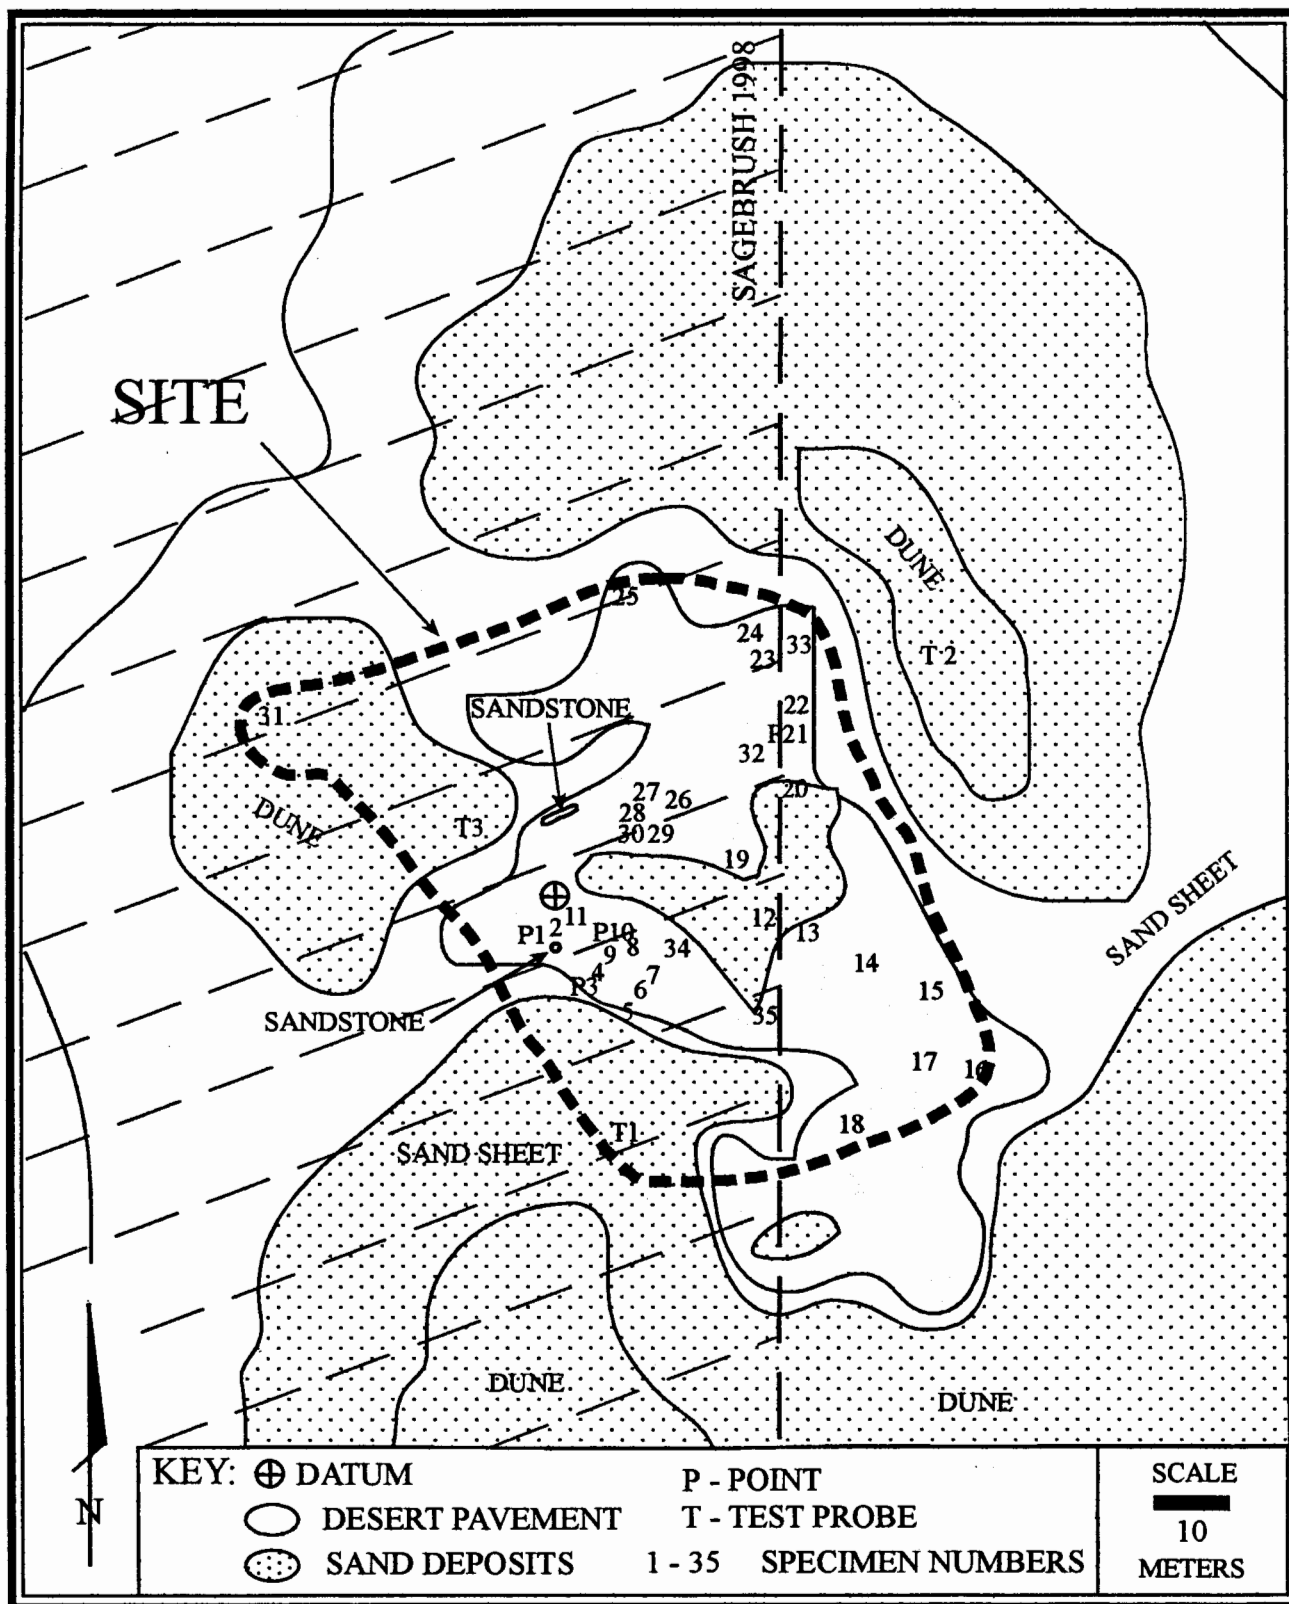 SAGEBRUSH 1998
SITE
DUNE
25
24
33
23
T 2
31
SANDSTONE
22
P21
32
27
26
20
28
DUNE
T3
30
29
19
SAND SHEET
11
12
2
P1
P10
13
8
34
9
14
4
7
P3
6
15
5
35
SANDSTONE
17
16
18
T1
SAND SHEET
DUNE
DUNE
N
KEY: DATUM
P - POINT
DESERT PAVEMENT
T - TEST PROBE
SAND DEPOSITS
1 - 35 SPECIMEN NUMBERS
SCALE
10
METERS